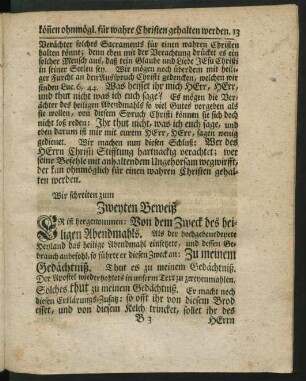 könen ohnmögl. für wahre Christen gehalten werden. 13
Verächter solches Sacraments für einen wahren Christen
halten könte; denn eben mit der Verachtung drücket es ein
solcher Mensch aus, daß kein Glaube und Liebe JEsu Christi
in seiner Seelen sey. Wir mögen noch überdem mit heili-
ger Furcht an den Ausspruch Christi gedencken, welchen wir
finden Luc. 6, 44. Was heisset ihr mich HErr, HErr,
und thut nicht was ich euch sage? Es mögen die Ver-
ächter des heiligen Abendmahls so viel Gutes vorgeben als
sie wollen, von diesem Spruch Christi können sie sich doch
nicht loß reden: Ihr thut nicht, was ich euch sage, und
eben darum ist mir mit eurem HErr, HErr, sagen wenig
gedienet. Wir machen nun diesen Schluß: Wer des
HErrn Christi Stifftung hartnäckig verachtet; wer
seine Befehle mit anhaltendem Ungehorsam wegwirfft,
der kan ohnmöglich für einen wahren Christen gehal-
ten werden.
Wir schreiten zum
Zweyten Beweiß
ER ist hergenommen: Von dem Zweck des hei-
ligen Abendmahls. Als der hochgebenedeyete
Heyland das heilige Abendmahl einsetzte, und dessen Ge-
brauch anbefohl, so führte er diesen Zweck an: Zu meinem
Gedächtniß. Thut es zu meinem Gedächtniß.
Der Apostel wiederhohlets in unserm Text zu zweyenmahlen.
Solches thut zu meinem Gedächtniß. Er macht noch
diesen Erklärungs-Zusatz: so offt ihr von diesem Brod
esset, und von diesem Kelch trincket, sollet ihr des
B 3 HErrn